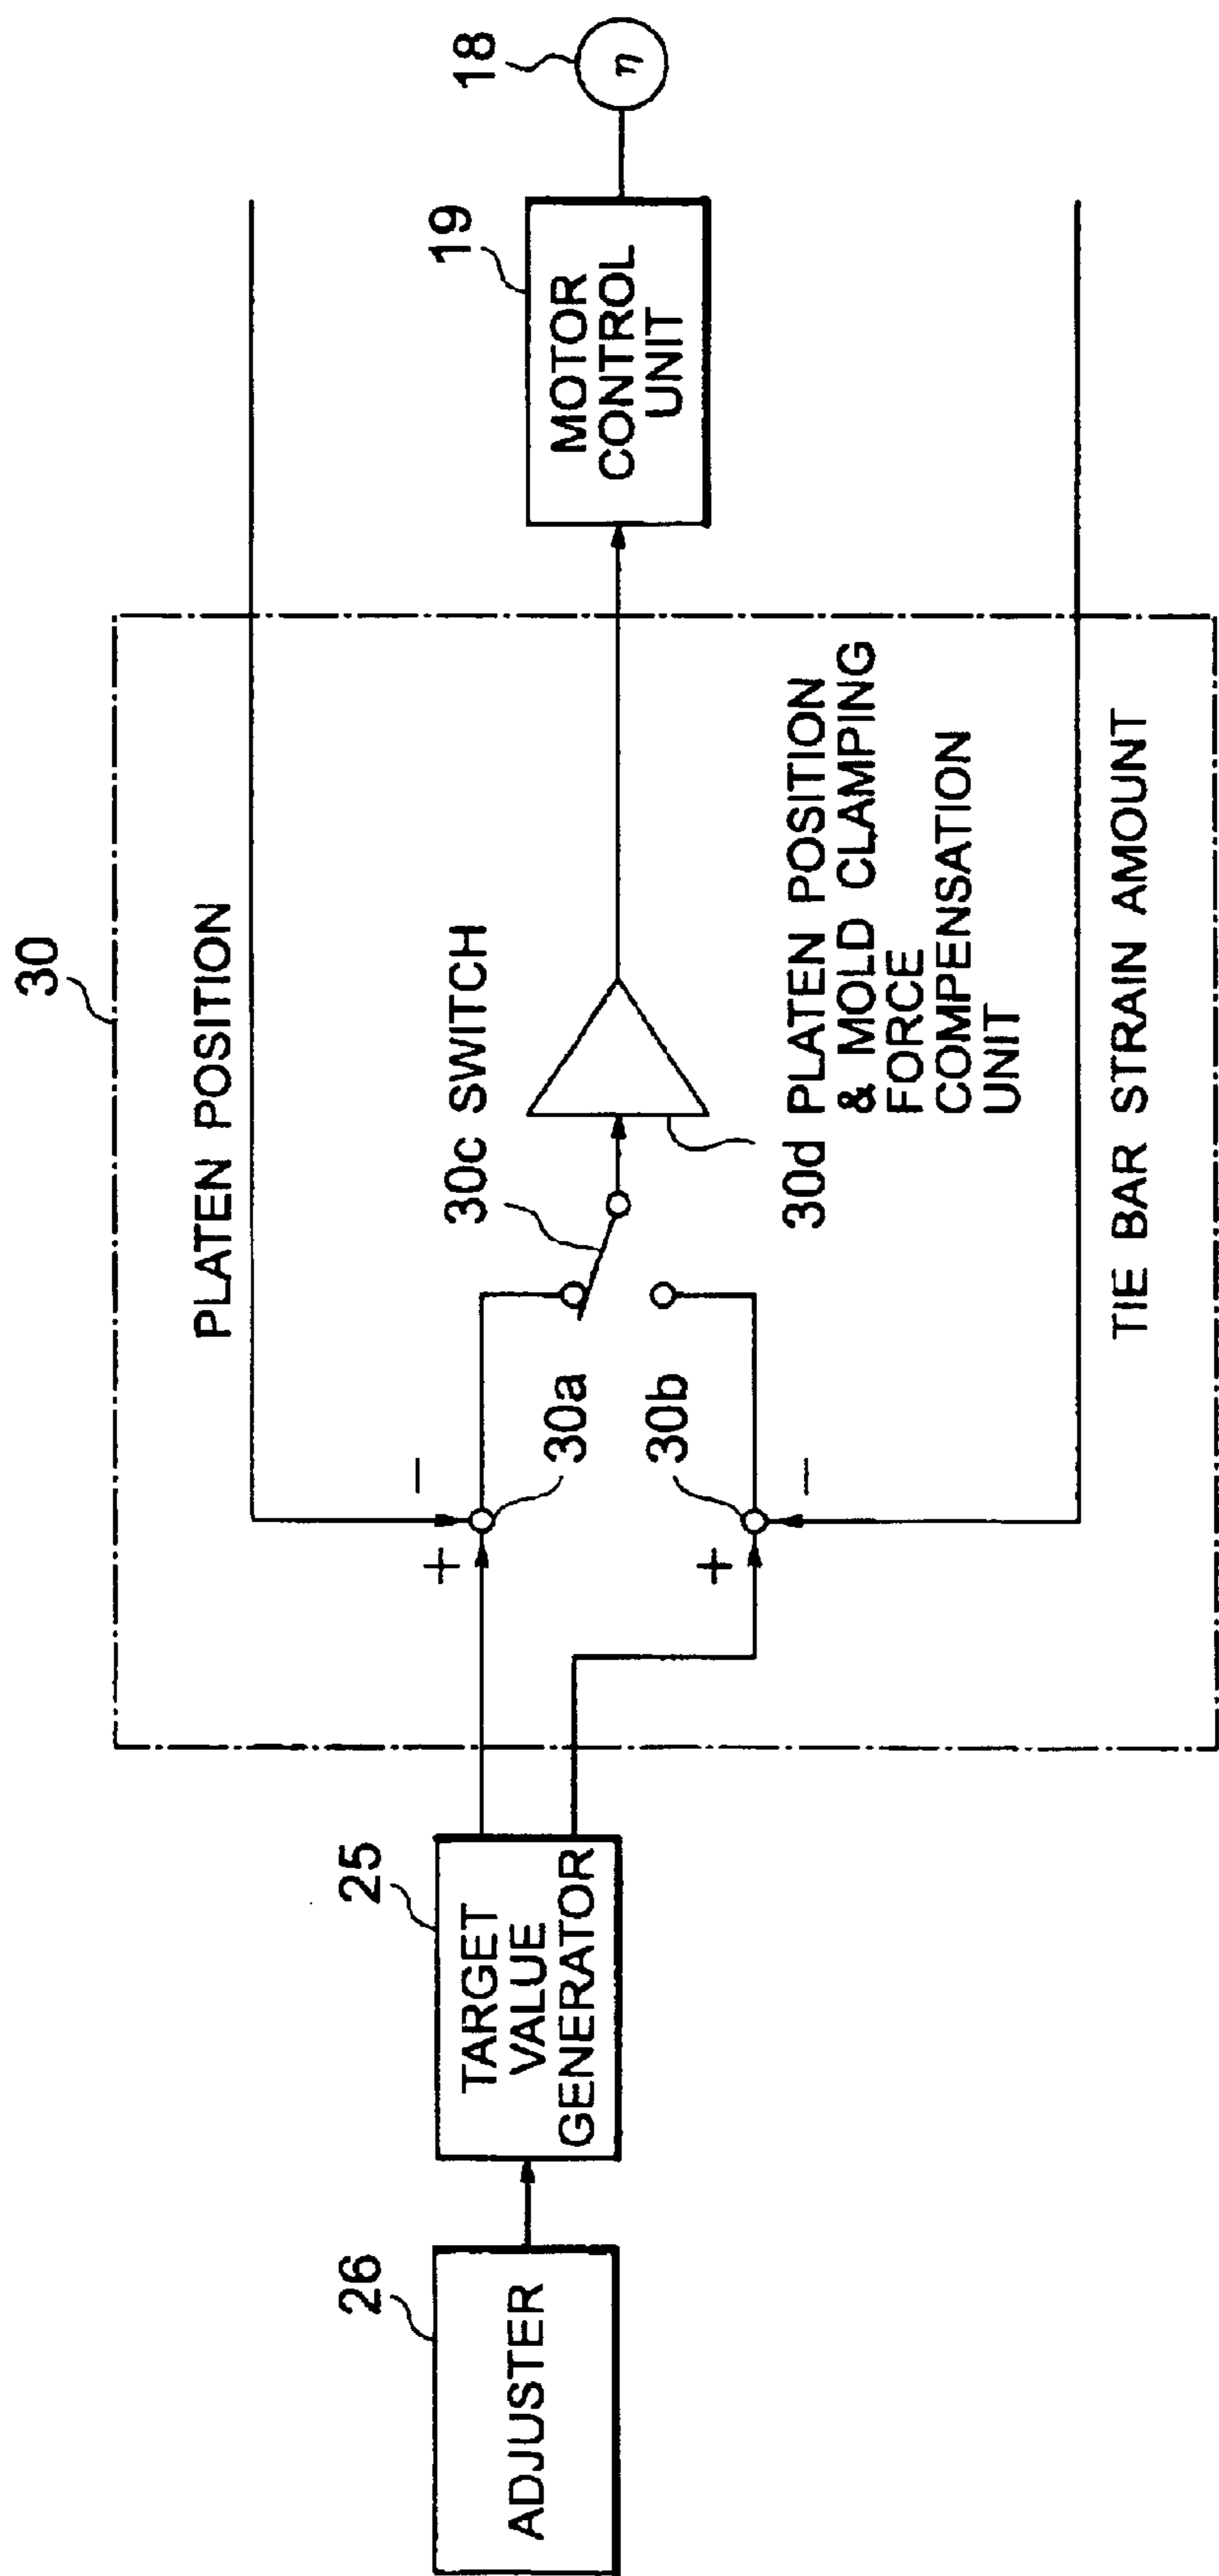 30
PLATEN POSITION
26
ADJUSTER
25
TARGET
VALUE
GENERATOR
+
−
30a
+
−
30b
30c SWITCH
30d PLATEN POSITION
& MOLD CLAMPING
FORCE
COMPENSATION
UNIT
TIE BAR STRAIN AMOUNT
19
MOTOR
CONTROL
UNIT
18
η